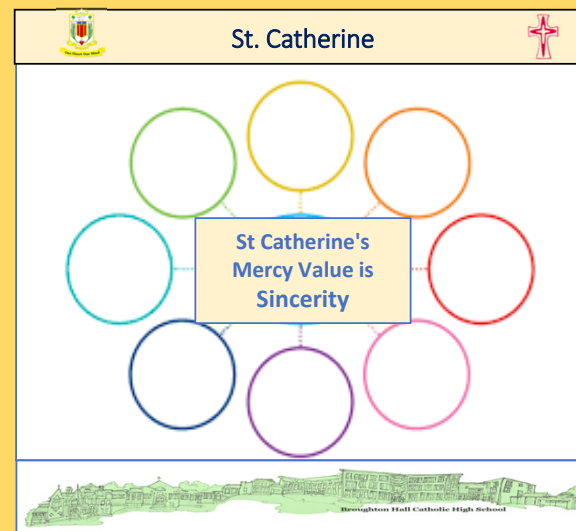 St. Catherine
St Catherine's
Mercy Value is
Sincerity
Broughton Hall Catholic High School